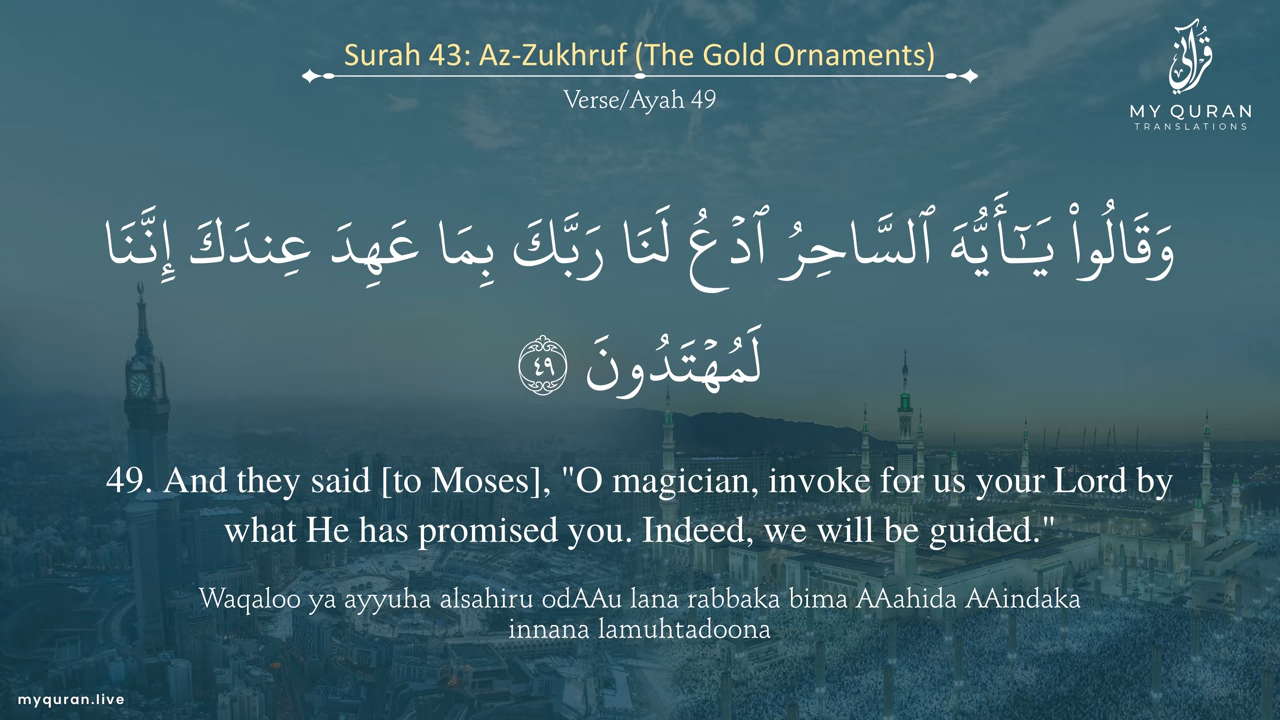 Surah 43: Az-Zukhruf (The Gold Ornaments)
Verse/Ayah 49
قرآني
MY QURAN
TRANSLATIONS
وَقَالُوا۟ يَـٰٓأَيُّهَ ٱلسَّاحِرُ ٱدْعُ لَنَا رَبَّكَ بِمَا عَهِدَ عِندَكَ إِنَّنَا
لَمُهْتَدُونَ ٤٩
49. And they said [to Moses], "O magician, invoke for us your Lord by
what He has promised you. Indeed, we will be guided."
Waqaloo ya ayyuha alsahiru odAAu lana rabbaka bima AAahida AAindaka
innana lamuhtadoona
myquran.live